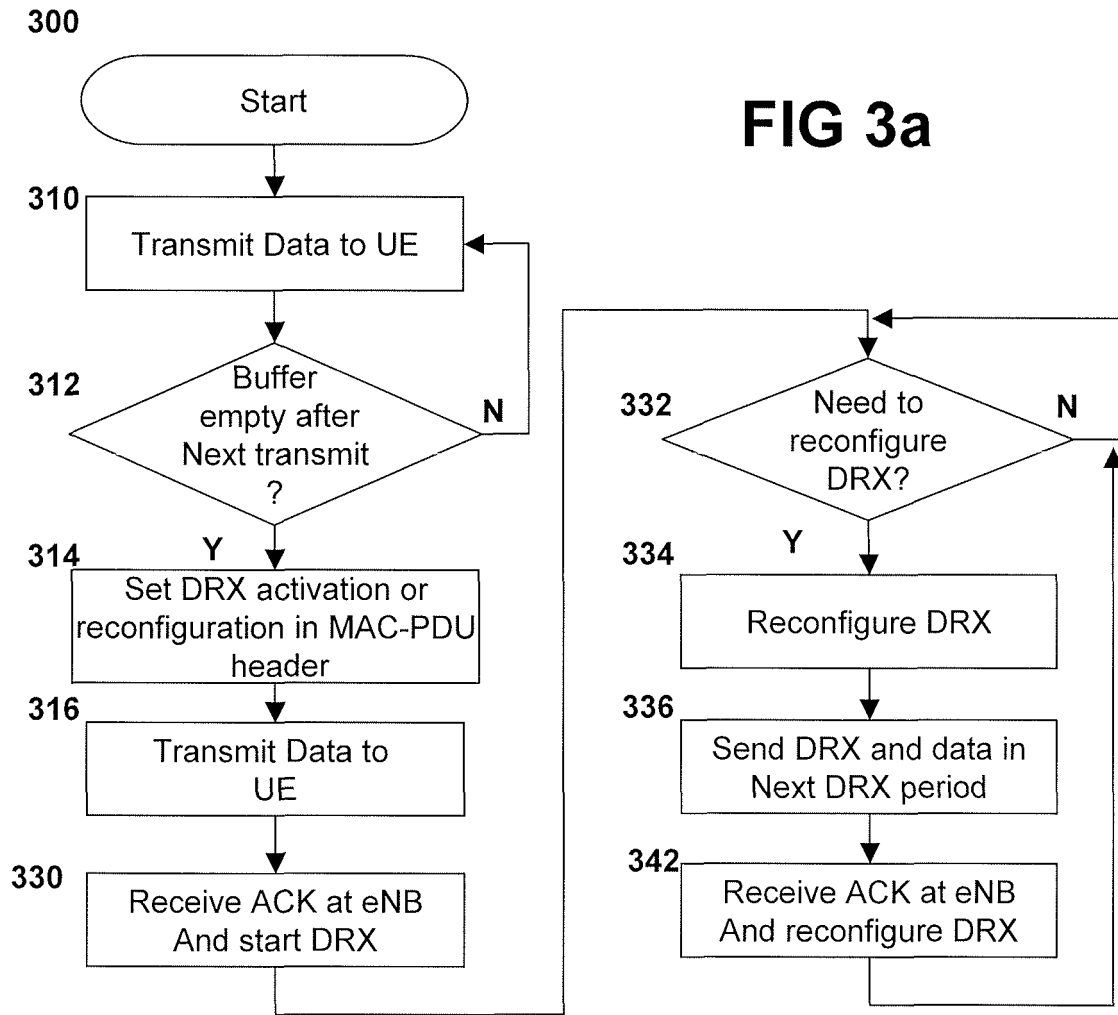 300
Start
FIG 3a
310
Transmit Data to UE
312
Buffer
empty after
Next transmit
?
N
Y
314
Set DRX activation or
reconfiguration in MAC-PDU
header
316
Transmit Data to
UE
330
Receive ACK at eNB
And start DRX
332
Need to
reconfigure
DRX?
N
Y
334
Reconfigure DRX
336
Send DRX and data in
Next DRX period
342
Receive ACK at eNB
And reconfigure DRX